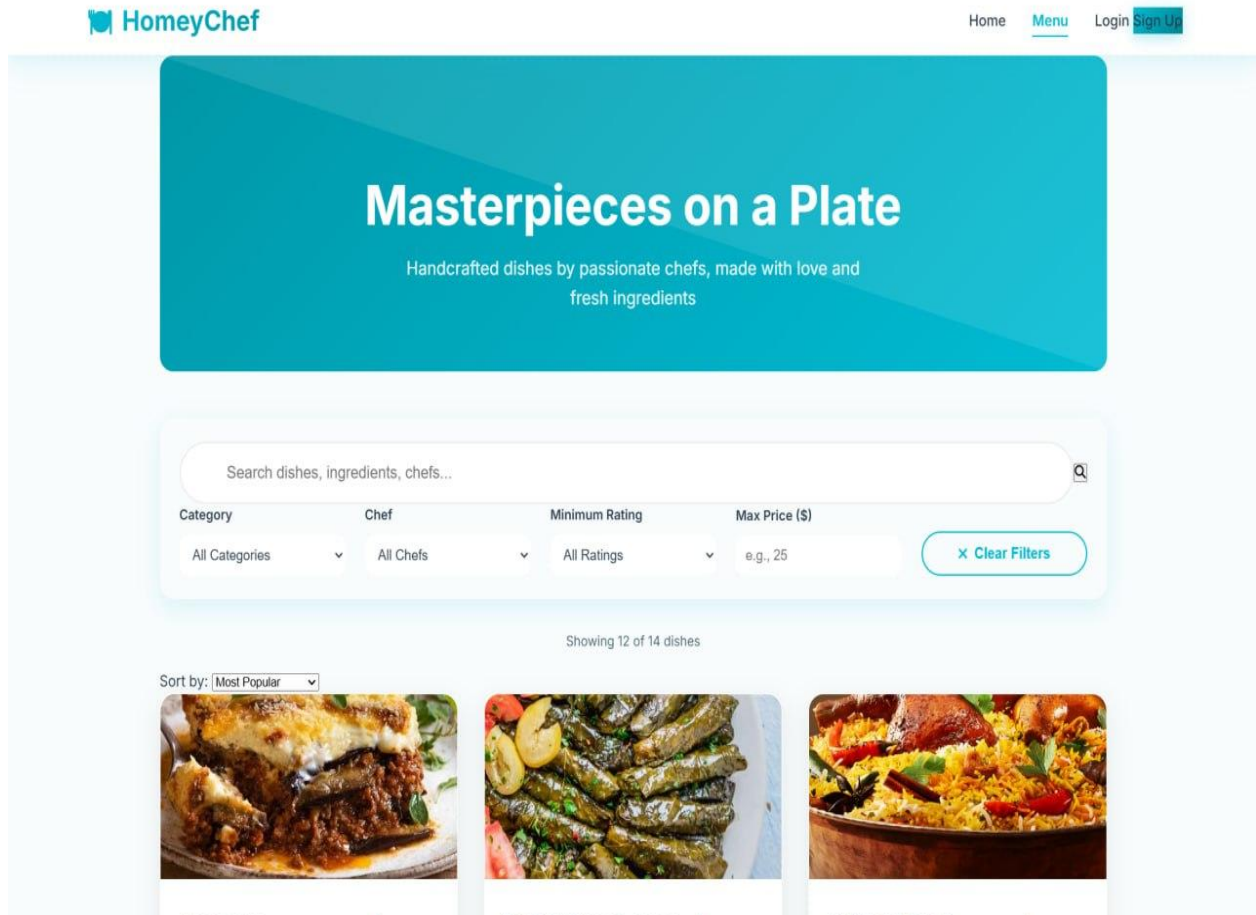 HomeyChef
Home Menu Login Sign Up
Masterpieces on a Plate
Handcrafted dishes by passionate chefs, made with love and
fresh ingredients
Search dishes, ingredients, chefs...
Category Chef Minimum Rating Max Price ($)
All Categories All Chefs All Ratings e.g., 25 × Clear Filters
Showing 12 of 14 dishes
Sort by: Most Popular